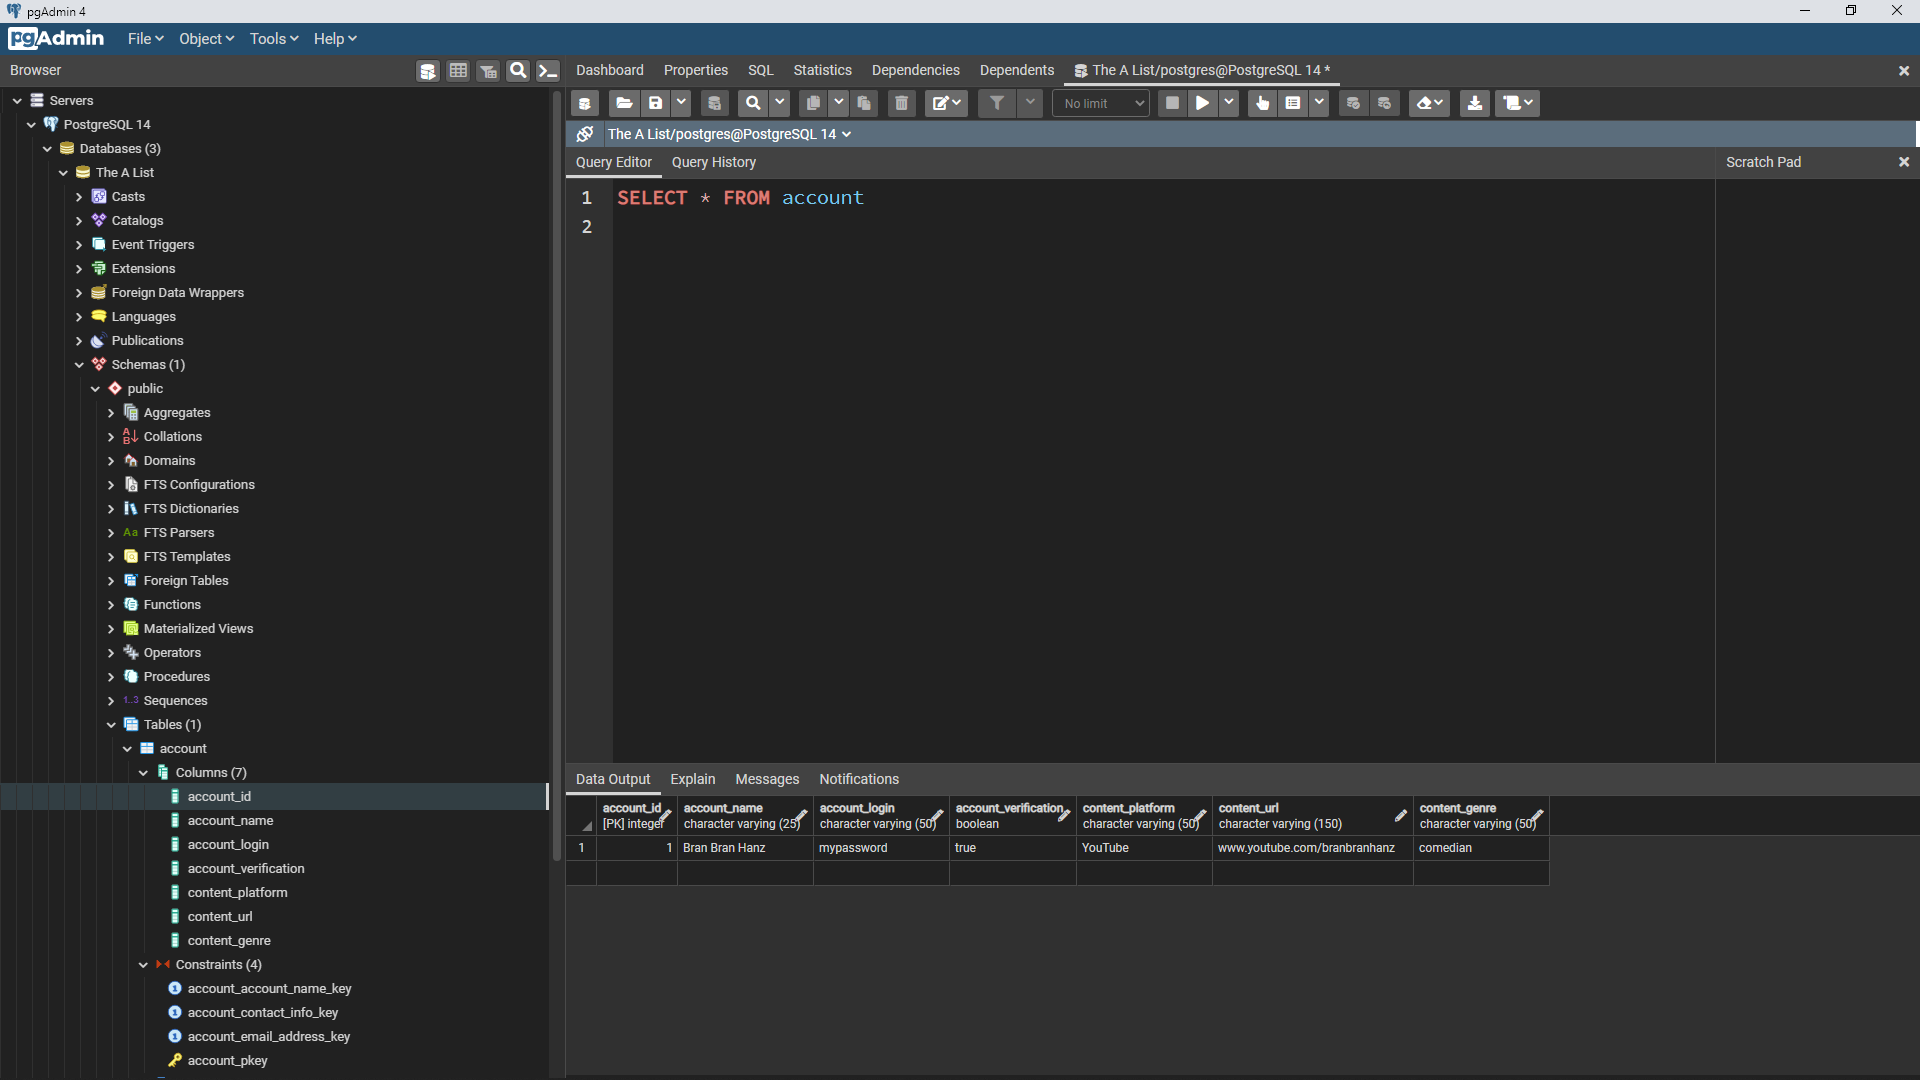 pgAdmin 4
pgAdmin File Object Tools Help
Browser
Dashboard Properties SQL Statistics Dependencies Dependents The A List/postgres@PostgreSQL 14 *
No limit
The A List/postgres@PostgreSQL 14
Query Editor Query History Scratch Pad
1 SELECT * FROM account
2
Servers
PostgreSQL 14
Databases (3)
The A List
Casts
Catalogs
Event Triggers
Extensions
Foreign Data Wrappers
Languages
Publications
Schemas (1)
public
Aggregates
Collations
Domains
FTS Configurations
FTS Dictionaries
Aa FTS Parsers
FTS Templates
Foreign Tables
Functions
Materialized Views
Operators
Procedures
1..3 Sequences
Tables (1)
account
Columns (7)
account_id
account_name
account_login
account_verification
content_platform
content_url
content_genre
Constraints (4)
account_account_name_key
account_contact_info_key
account_email_address_key
account_pkey
Data Output Explain Messages Notifications
account_id account_name account_login account_verification content_platform content_url content_genre
[PK] integer character varying (25) character varying (50) boolean character varying (50) character varying (150) character varying (50)
1 1 Bran Bran Hanz mypassword true YouTube www.youtube.com/branbranhanz comedian